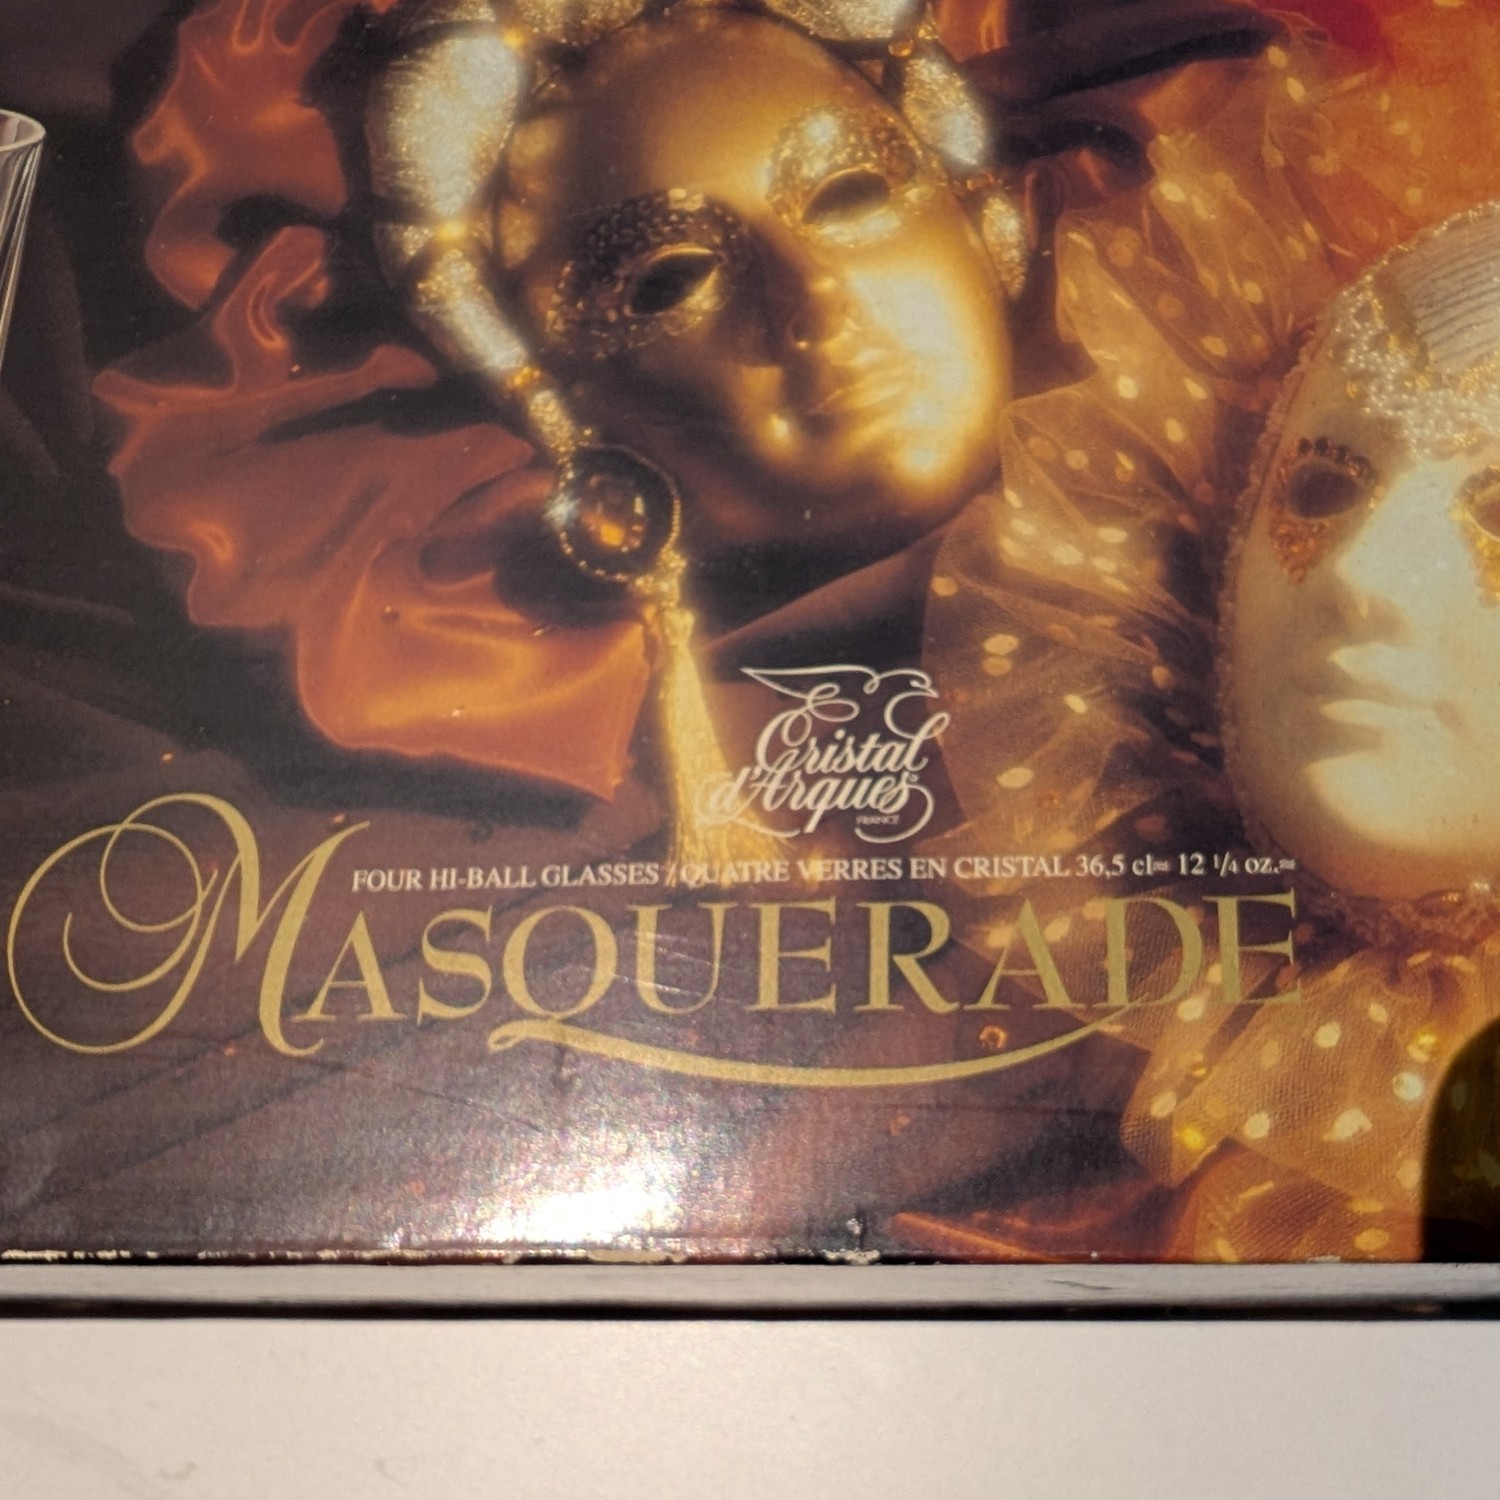 Cristal
d'Arques
FRANCE
FOUR HI-BALL GLASSES / QUATRE VERRES EN CRISTAL 36,5 cl≈ 12 1/4 oz.≈
MASQUERADE